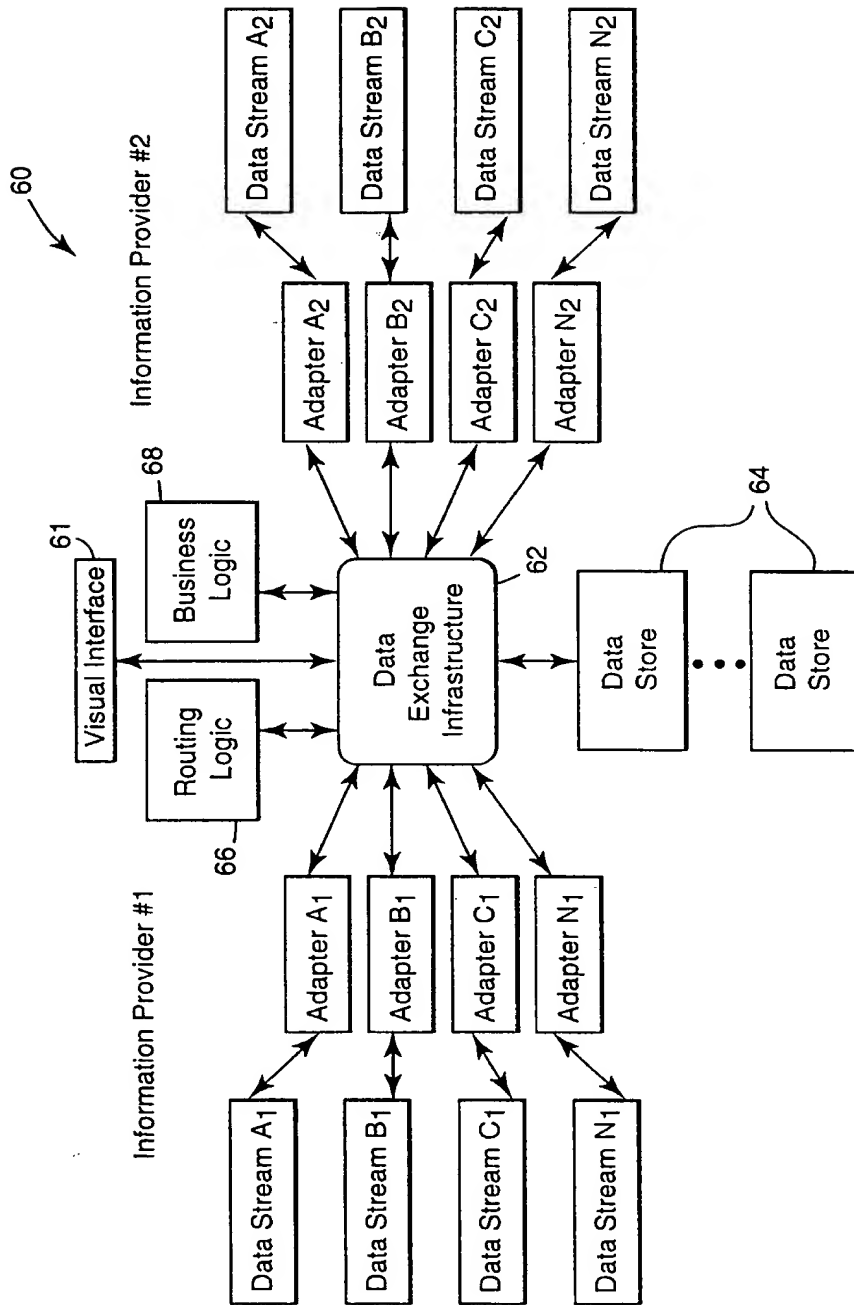 60
Information Provider #1
Information Provider #2
61
Visual Interface
66
Routing
Logic
68
Business
Logic
Data Stream A1
Adapter A1
Adapter A2
Data Stream A2
Data Stream B1
Adapter B1
Adapter B2
Data Stream B2
Data Stream C1
Adapter C1
Adapter C2
Data Stream C2
Data Stream N1
Adapter N1
Adapter N2
Data Stream N2
Data
Exchange
Infrastructure
62
Data
Store
64
Data
Store